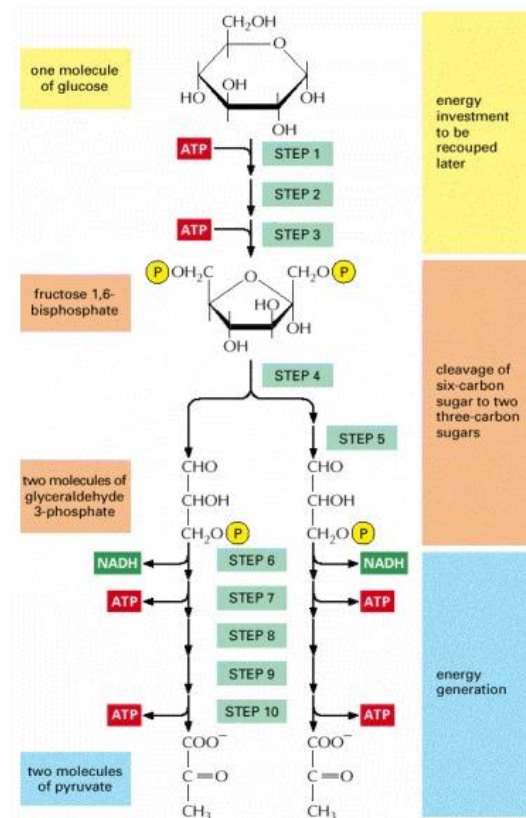 CH₂OH
O
one molecule
of glucose
HO
OH
OH
OH
energy
investment
to be
recouped
later
ATP
STEP 1
STEP 2
ATP
STEP 3
P
OH₂C
O
CH₂O
P
fructose 1,6-
bisphosphate
HO
OH
OH
STEP 4
cleavage of
six-carbon
sugar to two
three-carbon
sugars
STEP 5
CHO
CHO
two molecules of
glyceraldehyde
3-phosphate
CHOH
CHOH
CH₂O
P
CH₂O
P
NADH
STEP 6
NADH
ATP
STEP 7
ATP
STEP 8
STEP 9
energy
generation
ATP
STEP 10
ATP
COO⁻
COO⁻
two molecules
of pyruvate
C=O
C=O
CH₃
CH₃